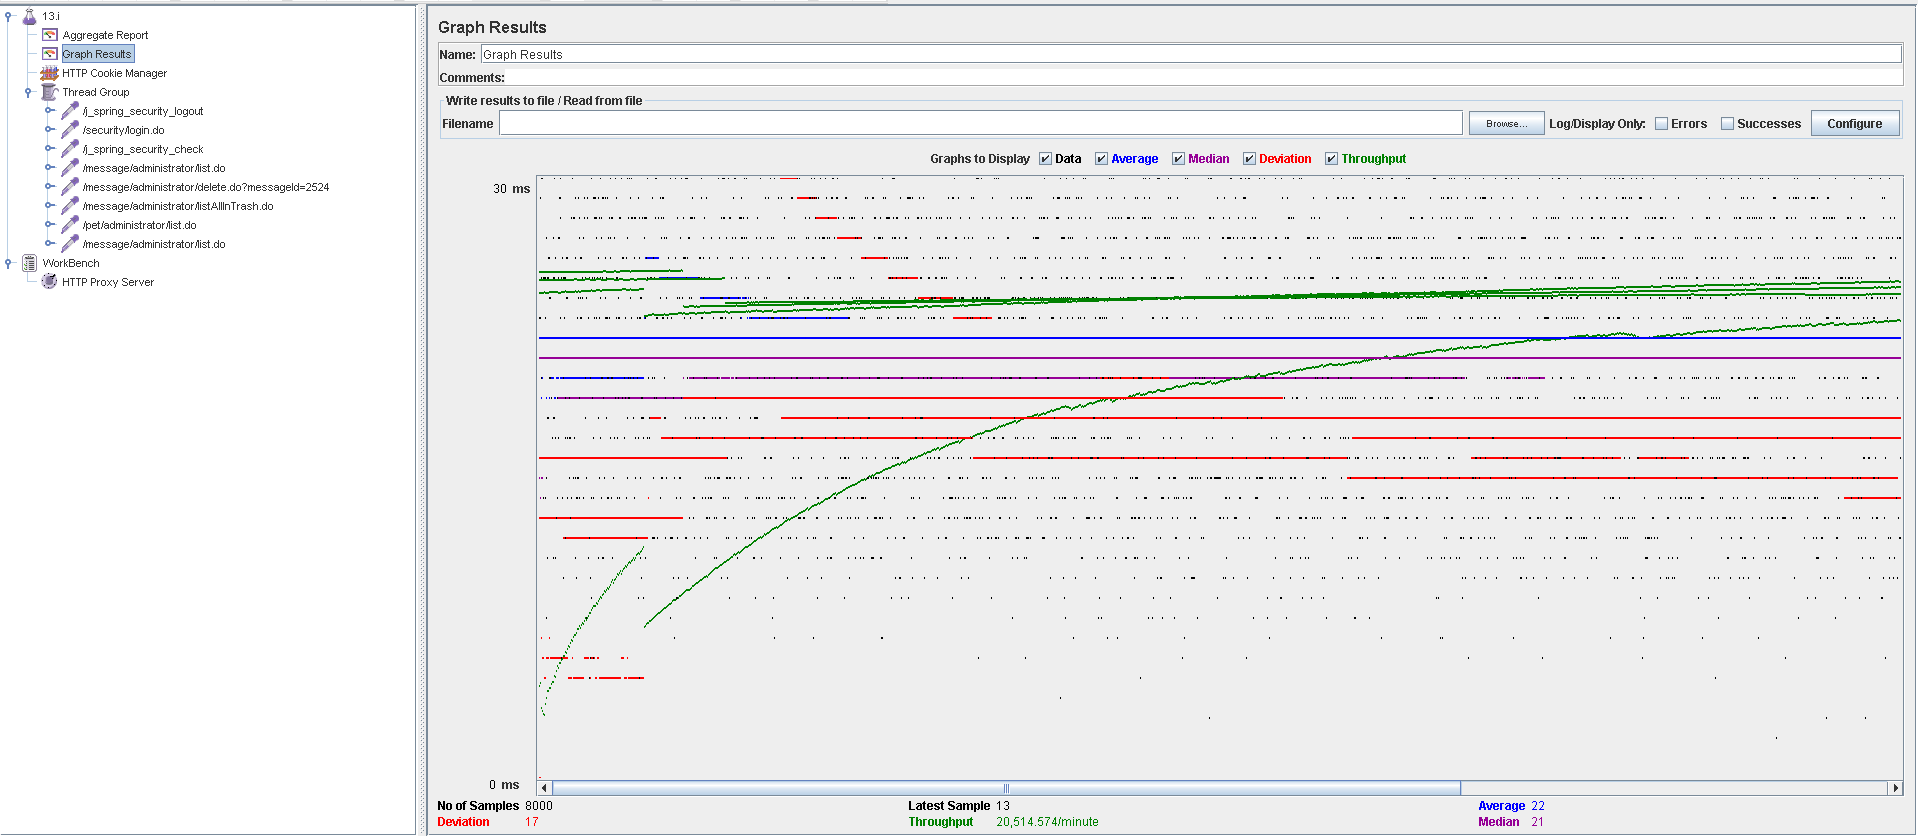 13.i
Aggregate Report
Graph Results
HTTP Cookie Manager
Thread Group
/j_spring_security_logout
/security/login.do
/j_spring_security_check
/message/administrator/list.do
/message/administrator/delete.do?messageId=2524
/message/administrator/listAllInTrash.do
/pet/administrator/list.do
/message/administrator/list.do
WorkBench
HTTP Proxy Server
Graph Results
Name: Graph Results
Comments:
Write results to file / Read from file
Filename Browse... Log/Display Only: Errors Successes Configure
Graphs to Display Data Average Median Deviation Throughput
30 ms
0 ms
No of Samples 8000 Latest Sample 13 Average 22
Deviation 17 Throughput 20,514.574/minute Median 21